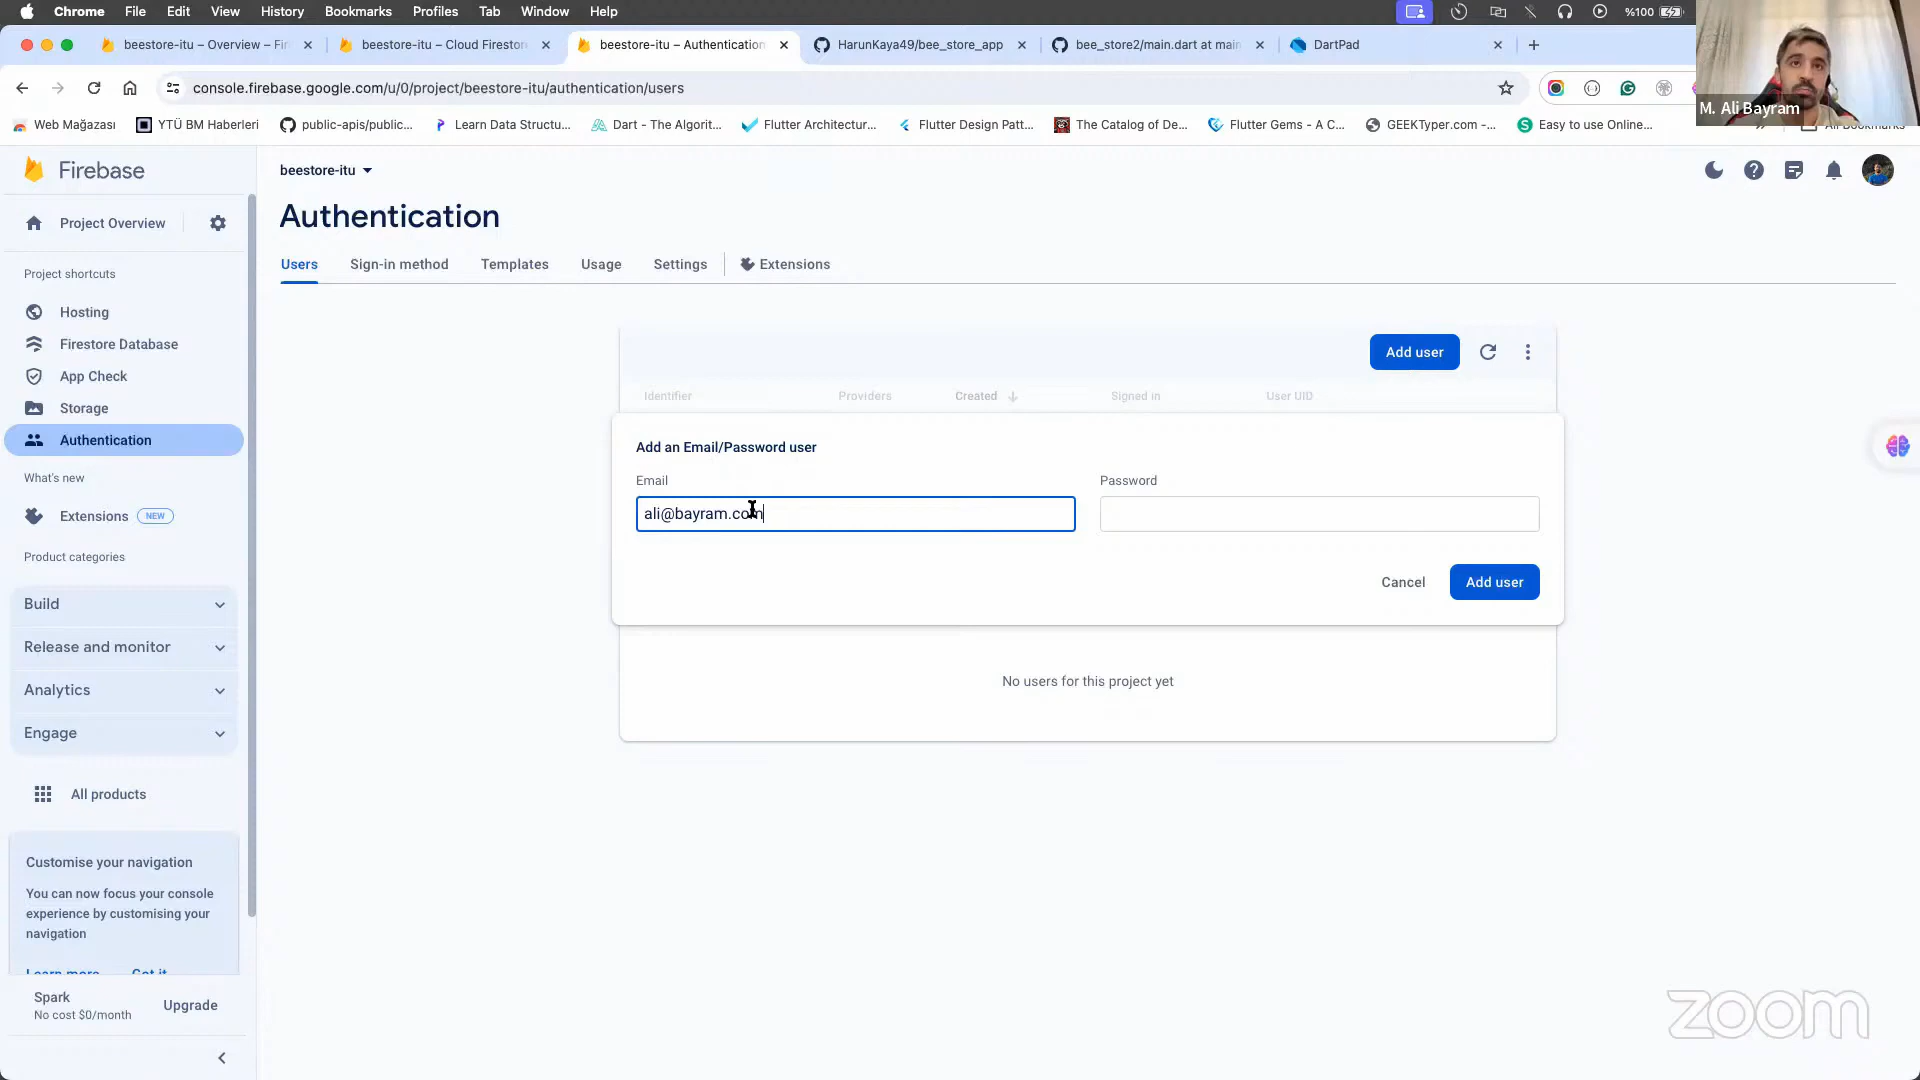 Chrome File Edit View History Bookmarks Profiles Tab Window Help %100
beestore-itu – Overview – Fi
beestore-itu – Cloud Firestor
beestore-itu – Authentication
HarunKaya49/bee_store_app
bee_store2/main.dart at main
DartPad
console.firebase.google.com/u/0/project/beestore-itu/authentication/users
M. Ali Bayram
Web Mağazası
YTÜ BM Haberleri
public-apis/public...
Learn Data Structu...
Dart - The Algorit...
Flutter Architectur...
Flutter Design Patt...
The Catalog of De...
Flutter Gems - A C...
GEEKTyper.com -...
Easy to use Online...
All Bookmarks
Firebase
beestore-itu
Authentication
Project Overview
Users Sign-in method Templates Usage Settings Extensions
Project shortcuts
Hosting
Firestore Database
App Check
Storage
Authentication
What's new
Extensions NEW
Product categories
Build
Release and monitor
Analytics
Engage
All products
Customise your navigation
You can now focus your console
experience by customising your
navigation
Learn more Got it
Spark
No cost $0/month
Upgrade
Add user
Identifier Providers Created Signed in User UID
Add an Email/Password user
Email Password
ali@bayram.com
Cancel Add user
No users for this project yet
zoom